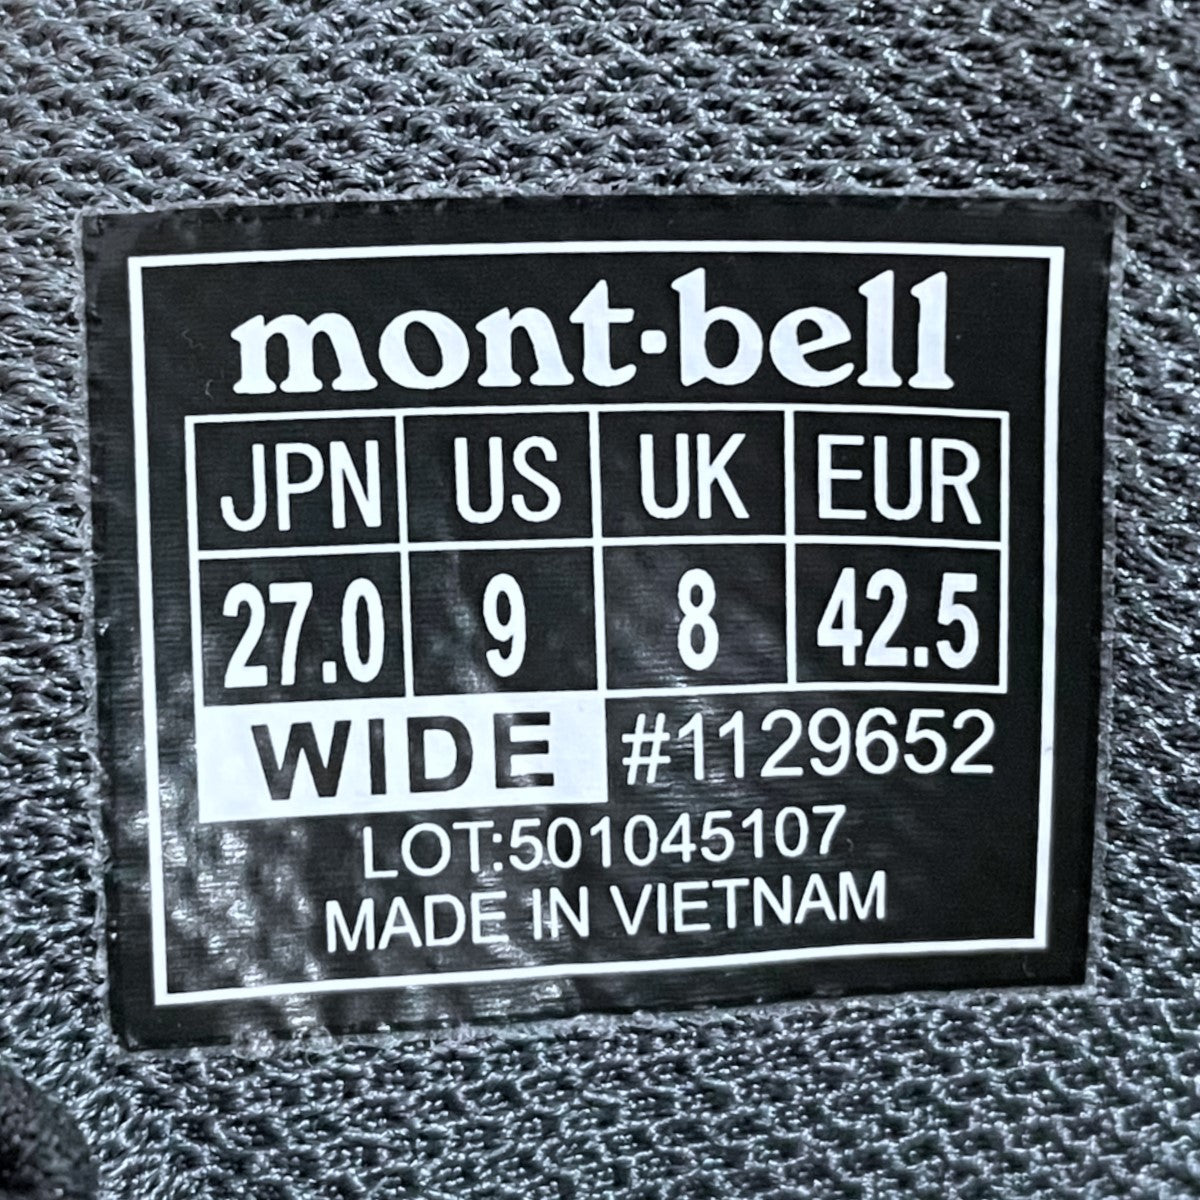 mont·bell
JPN US UK EUR
27.0 9 8 42.5
WIDE #1129652
LOT:501045107
MADE IN VIETNAM